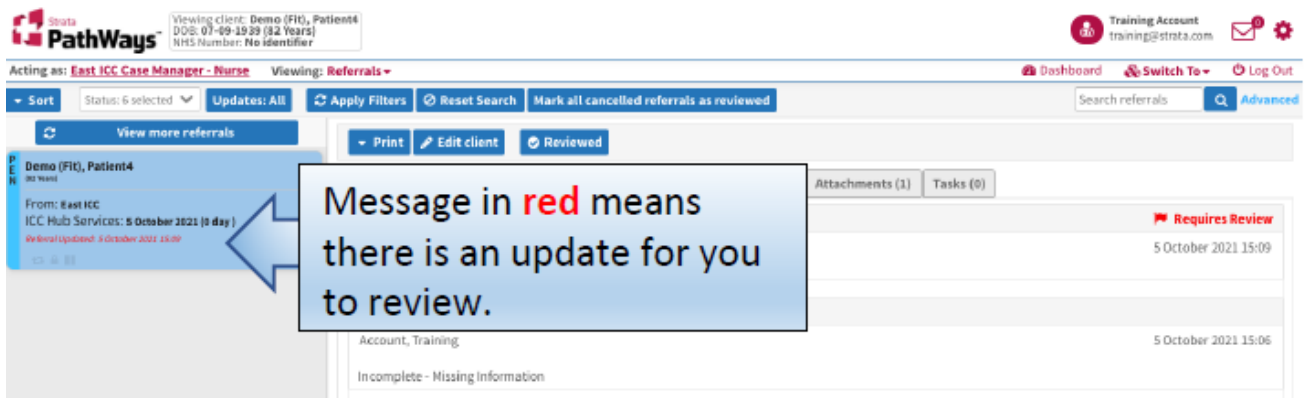 Strata
PathWays
Viewing client: Demo (Fit), Patient4
DOB: 07-09-1939 (82 Years)
NHS Number: No identifier
Training Account
training@strata.com
0
Acting as: East ICC Case Manager - Nurse Viewing: Referrals
Dashboard Switch To Log Out
Sort Status: 6 selected Updates: All Apply Filters Reset Search Mark all cancelled referrals as reviewed Search referrals Advanced
View more referrals
Print Edit client Reviewed
PEN
Demo (Fit), Patient4
(82 Years)
From: East ICC
ICC Hub Services: 5 October 2021 (0 day )
Referral Updated: 5 October 2021 15:09
Message in red means
there is an update for you
to review.
Attachments (1) Tasks (0)
Requires Review
5 October 2021 15:09
Account, Training 5 October 2021 15:06
Incomplete - Missing Information